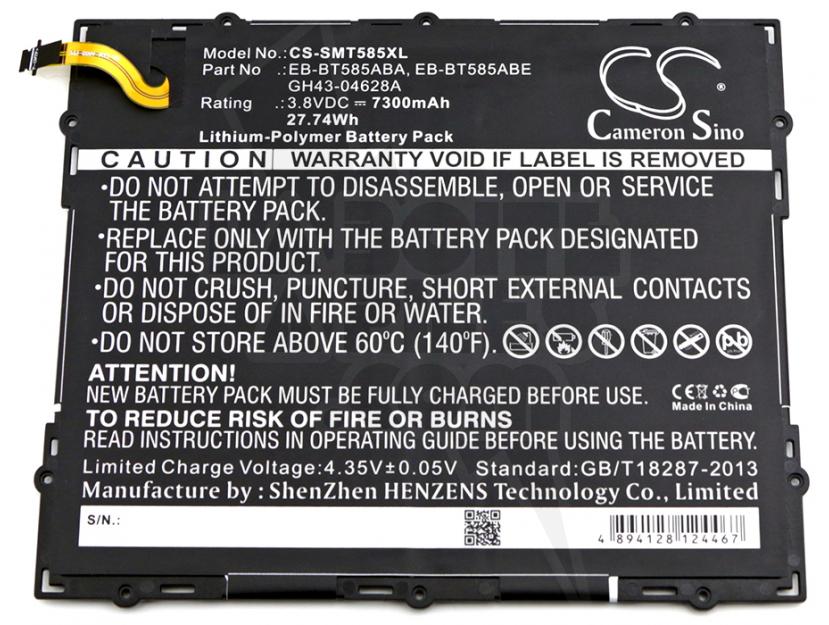 Model No.:CS-SMT585XL
Part No .:EB-BT585ABA, EB-BT585ABE
GH43-04628A
Rating .:3.8VDC ⎓ 7300mAh
27.74Wh
Lithium-Polymer Battery Pack
®
Cameron Sino
CAUTION WARRANTY VOID IF LABEL IS REMOVED
•DO NOT ATTEMPT TO DISASSEMBLE, OPEN OR SERVICE
THE BATTERY PACK.
•REPLACE ONLY WITH THE BATTERY PACK DESIGNATED
FOR THIS PRODUCT.
•DO NOT CRUSH, PUNCTURE, SHORT EXTERNAL CONTACTS
OR DISPOSE OF IN FIRE OR WATER.
•DO NOT STORE ABOVE 60°C (140°F).
Pb
ATTENTION!
NEW BATTERY PACK MUST BE FULLY CHARGED BEFORE USE.
CE
Made In China
TO REDUCE RISK OF FIRE OR BURNS
READ INSTRUCTIONS IN OPERATING GUIDE BEFORE USING THE BATTERY.
Limited Charge Voltage:4.35V±0.05V Standard:GB/T18287-2013
Manufacture by : ShenZhen HENZENS Technology Co., Limited
S/N.:
4 894128 124467